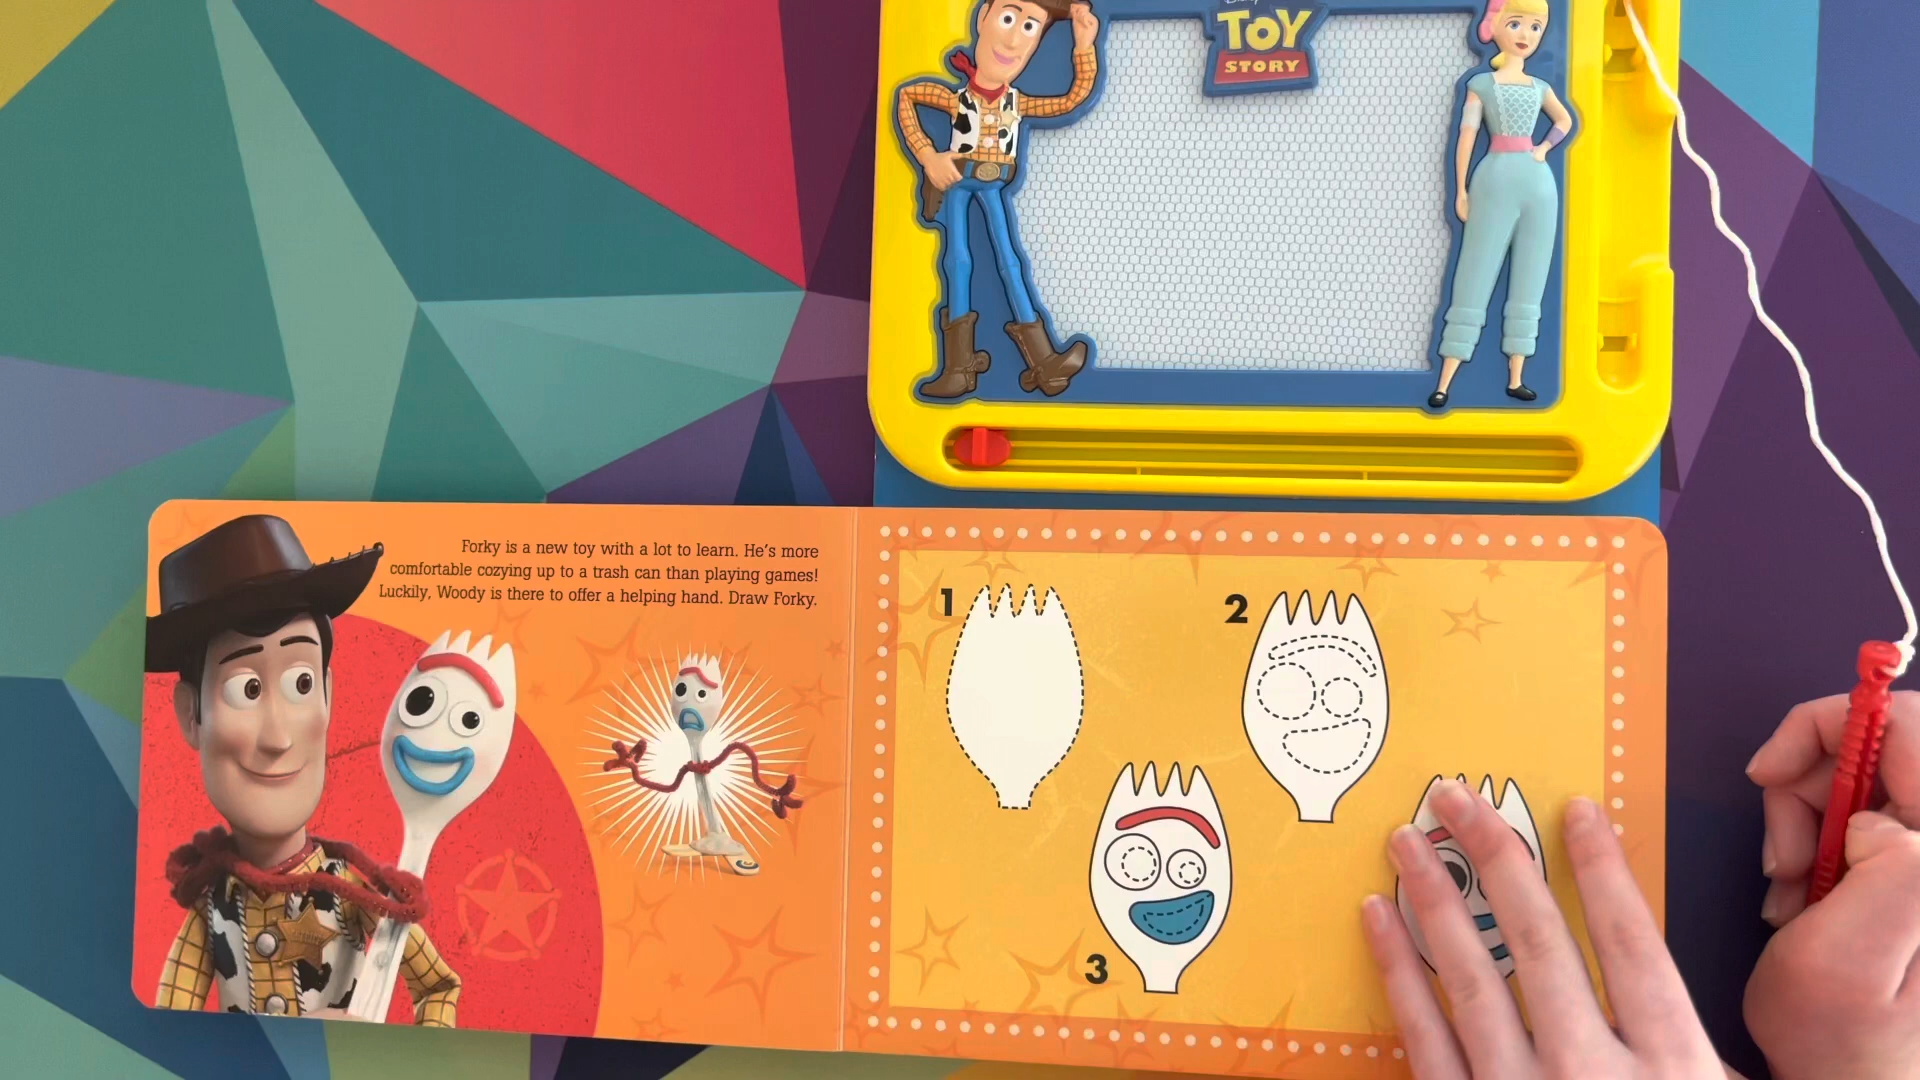 TOY
STORY
Forky is a new toy with a lot to learn. He's more
comfortable cozying up to a trash can than playing games!
Luckily, Woody is there to offer a helping hand. Draw Forky.
1
2
3